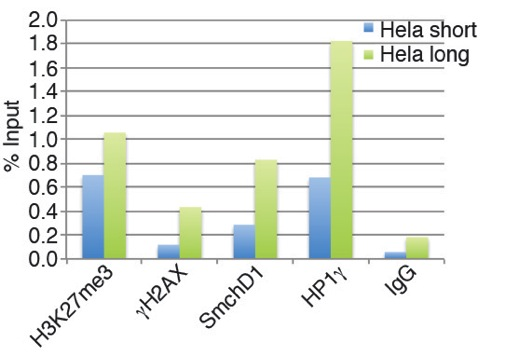 % Input
2.0
1.8
1.6
1.4
1.2
1.0
0.8
0.6
0.4
0.2
0.0
Hela short
Hela long
H3K27me3
γH2AX
SmchD1
HP1γ
IgG